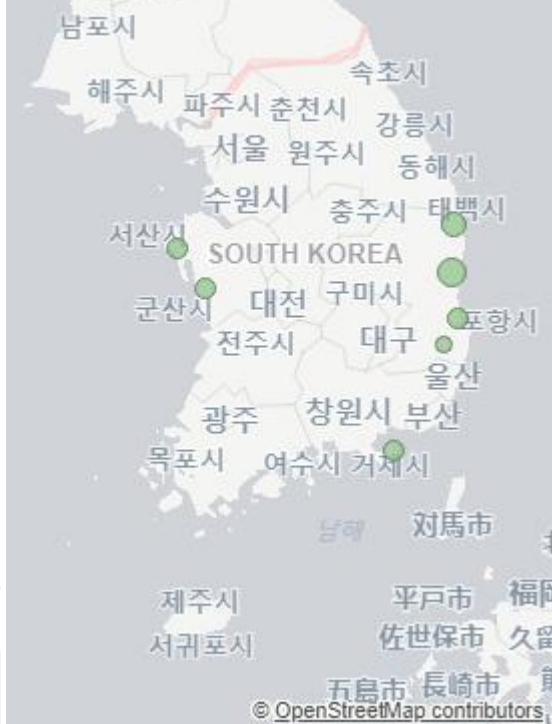 남포시
속초시
해주시
파주시 춘천시
강릉시
서울 원주시
동해시
수원시
충주시 태백시
서산시
SOUTH KOREA
구미시
군산시 대전
포항시
전주시 대구
울산
창원시 부산
광주
목포시 여수시 거제시
남해
対馬市
제주시 平戸市 福岡
서귀포시 佐世保市 久留
五島市 長崎市
© OpenStreetMap contributors